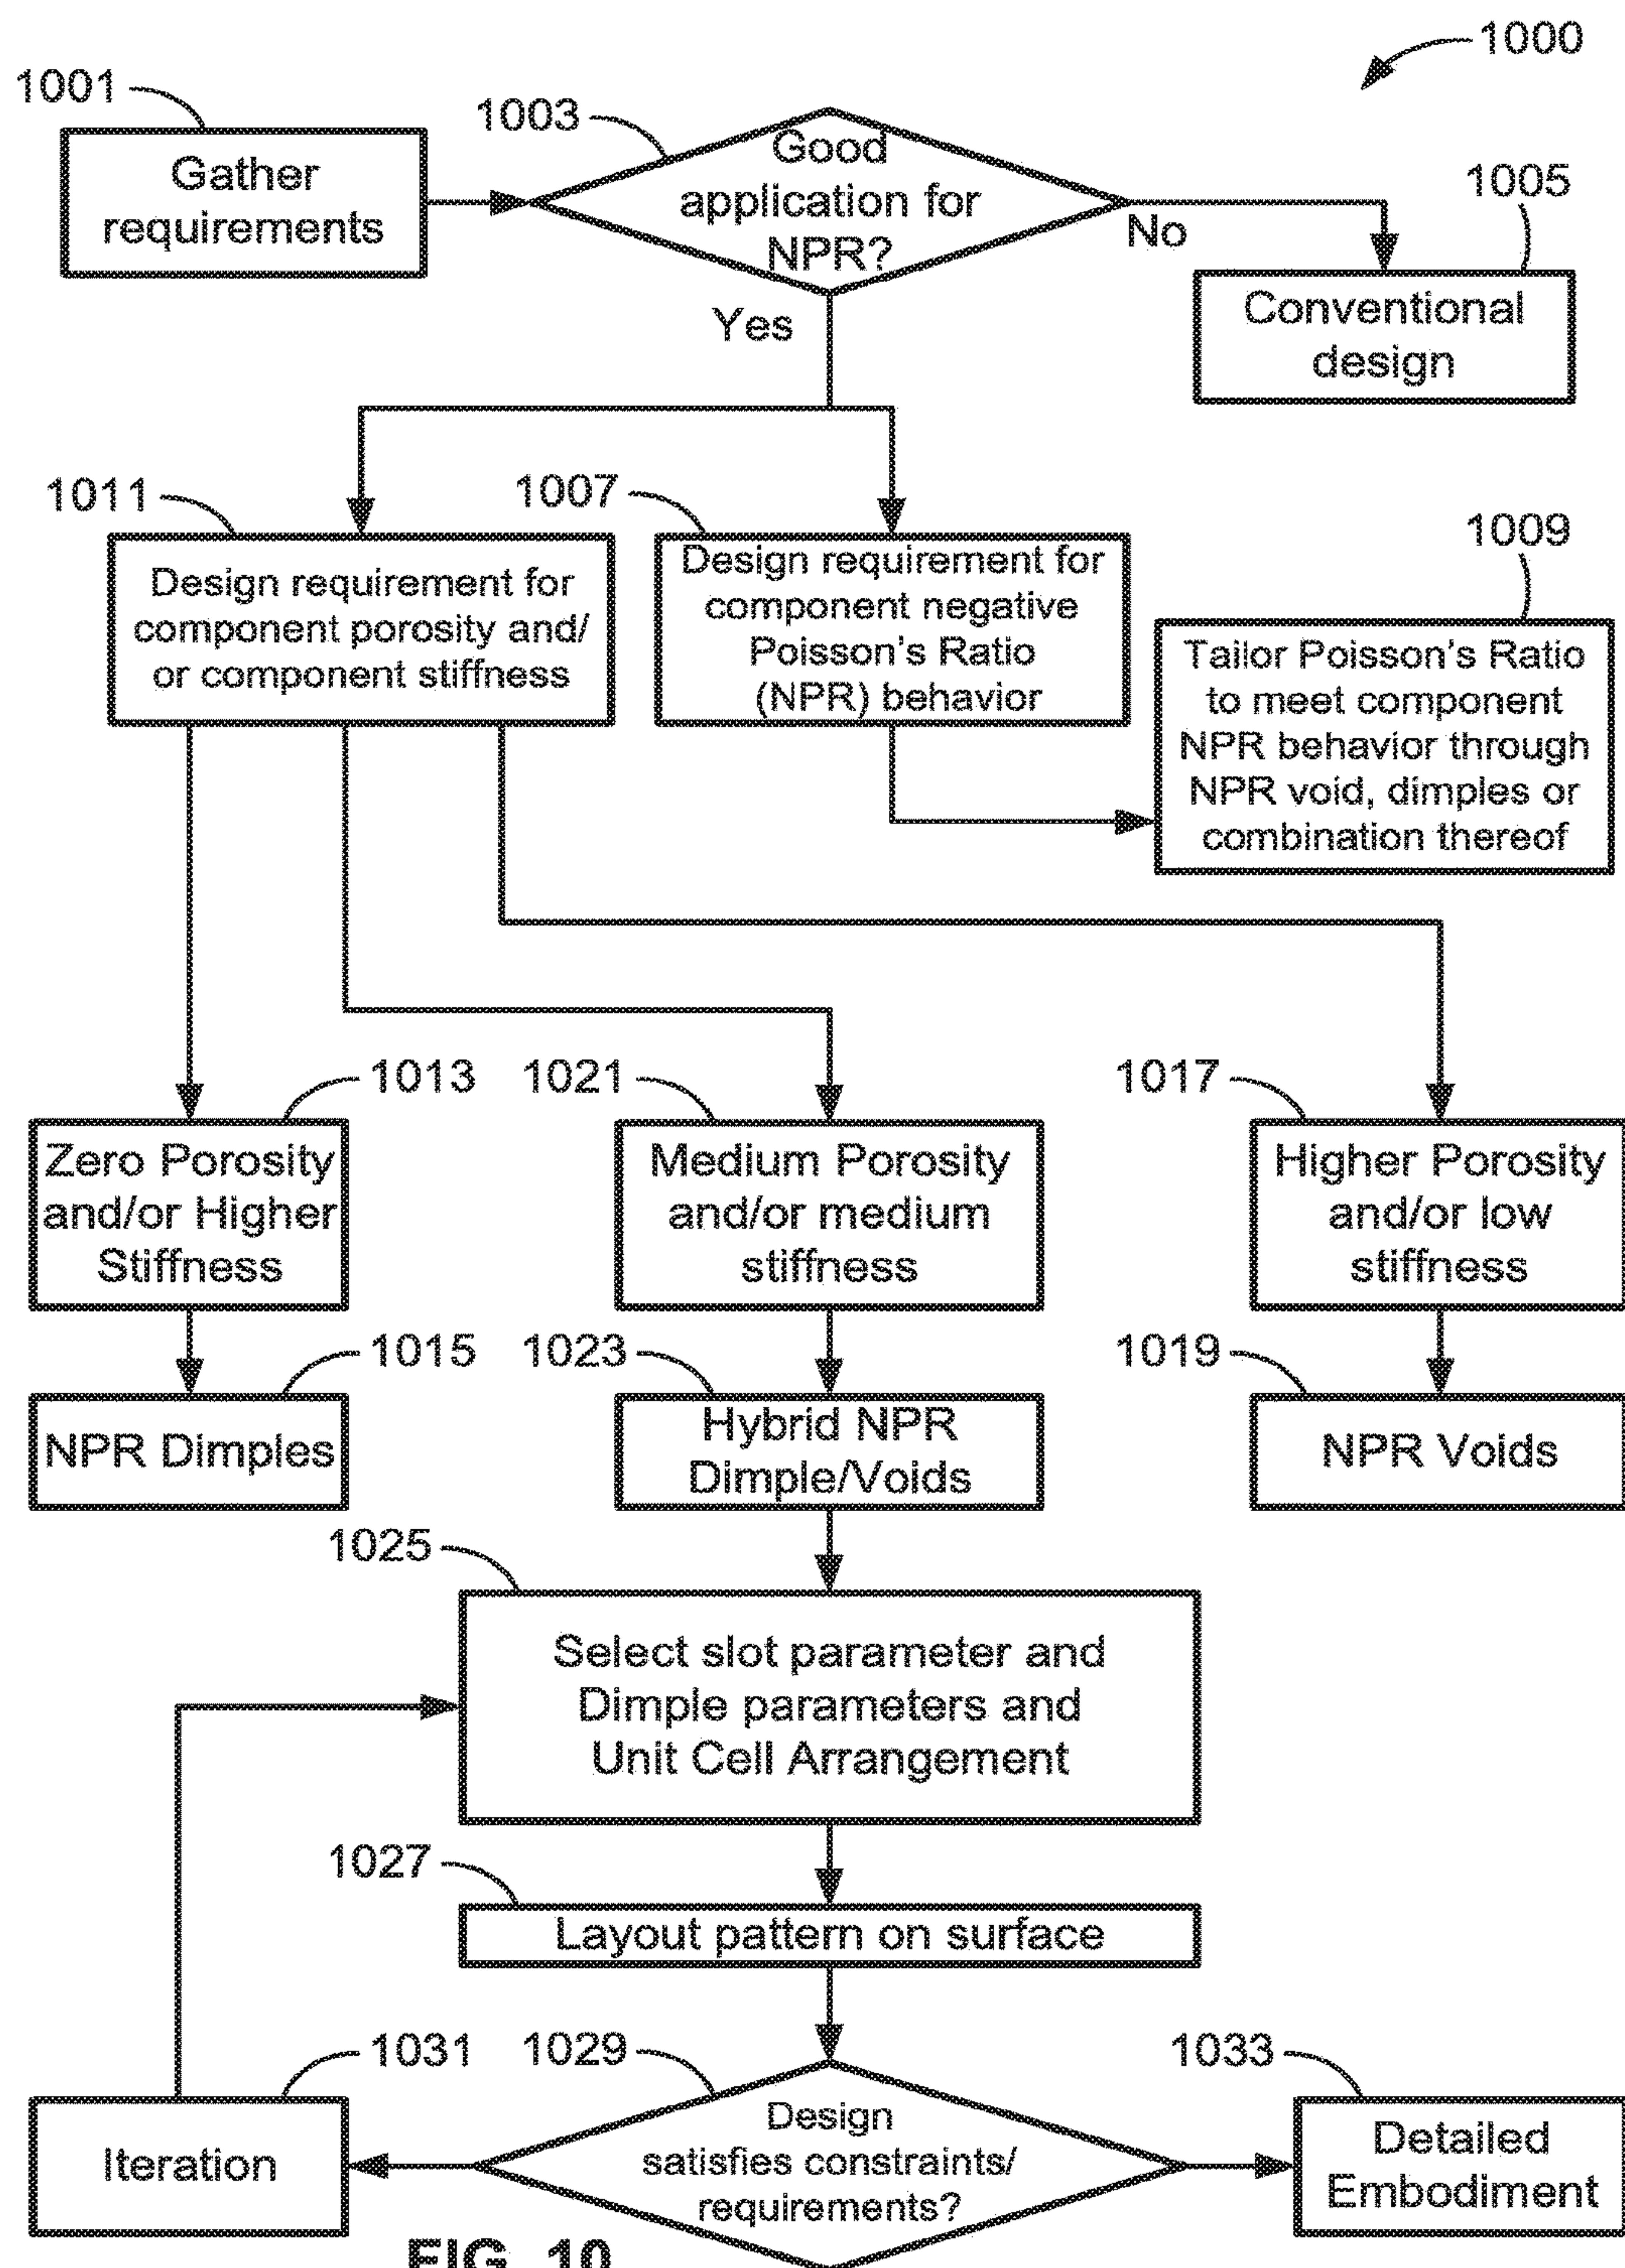 1000
1001
Gather
requirements
1003
Good
application for
NPR?
No
Yes
1005
Conventional
design
1011
Design requirement for
component porosity and/
or component stiffness
1007
Design requirement for
component negative
Poisson's Ratio
(NPR) behavior
1009
Tailor Poisson's Ratio
to meet component
NPR behavior through
NPR void, dimples or
combination thereof
1013
Zero Porosity
and/or Higher
Stiffness
1021
Medium Porosity
and/or medium
stiffness
1017
Higher Porosity
and/or low
stiffness
1015
NPR Dimples
1023
Hybrid NPR
Dimple/Voids
1019
NPR Voids
1025
Select slot parameter and
Dimple parameters and
Unit Cell Arrangement
1027
Layout pattern on surface
1031
Iteration
1029
Design
satisfies constraints/
requirements?
1033
Detailed
Embodiment
FIG. 10